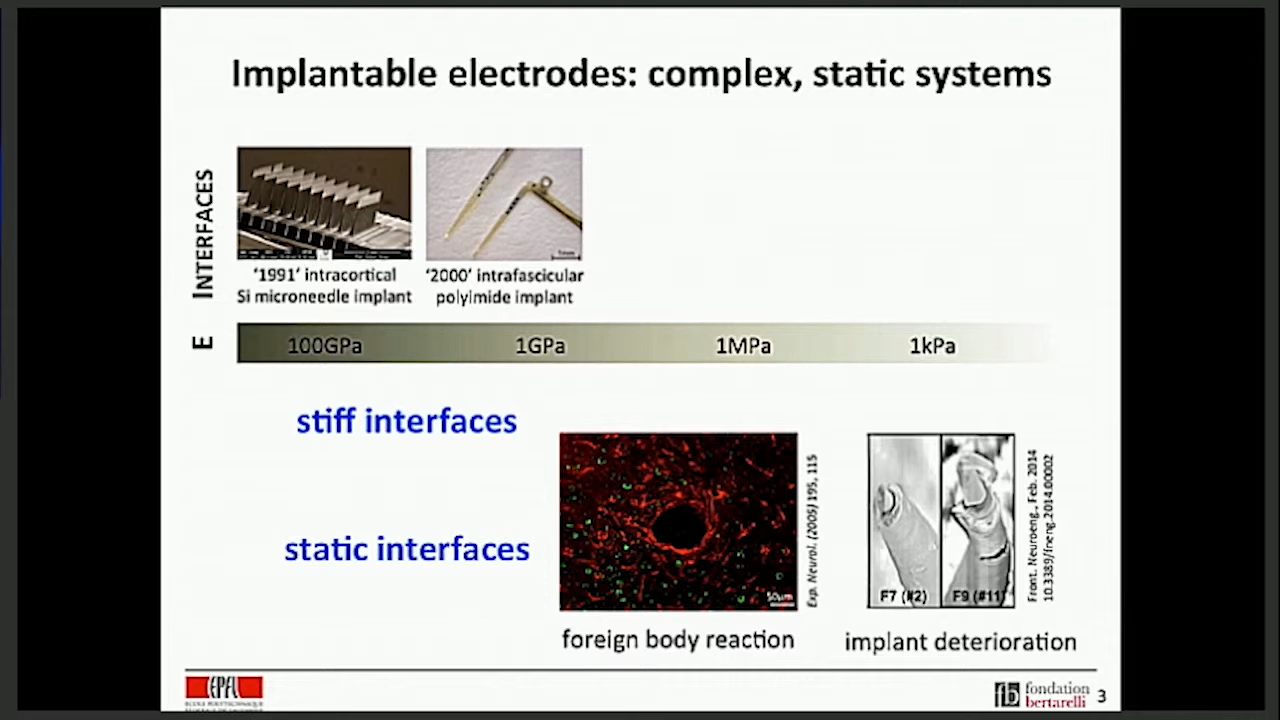 Implantable electrodes: complex, static systems
INTERFACES
'1991' intracortical
Si microneedle implant
'2000' intrafascicular
polyimide implant
E
100GPa
1GPa
1MPa
1kPa
stiff interfaces
static interfaces
50μm
Exp. Neurol. (2005) 195, 115
F7 (#2)
F9 (#11)
Front. Neuroeng., Feb. 2014
10.3389/fneng.2014.00002
foreign body reaction
implant deterioration
EPFL
fb
fondation
bertarelli
3